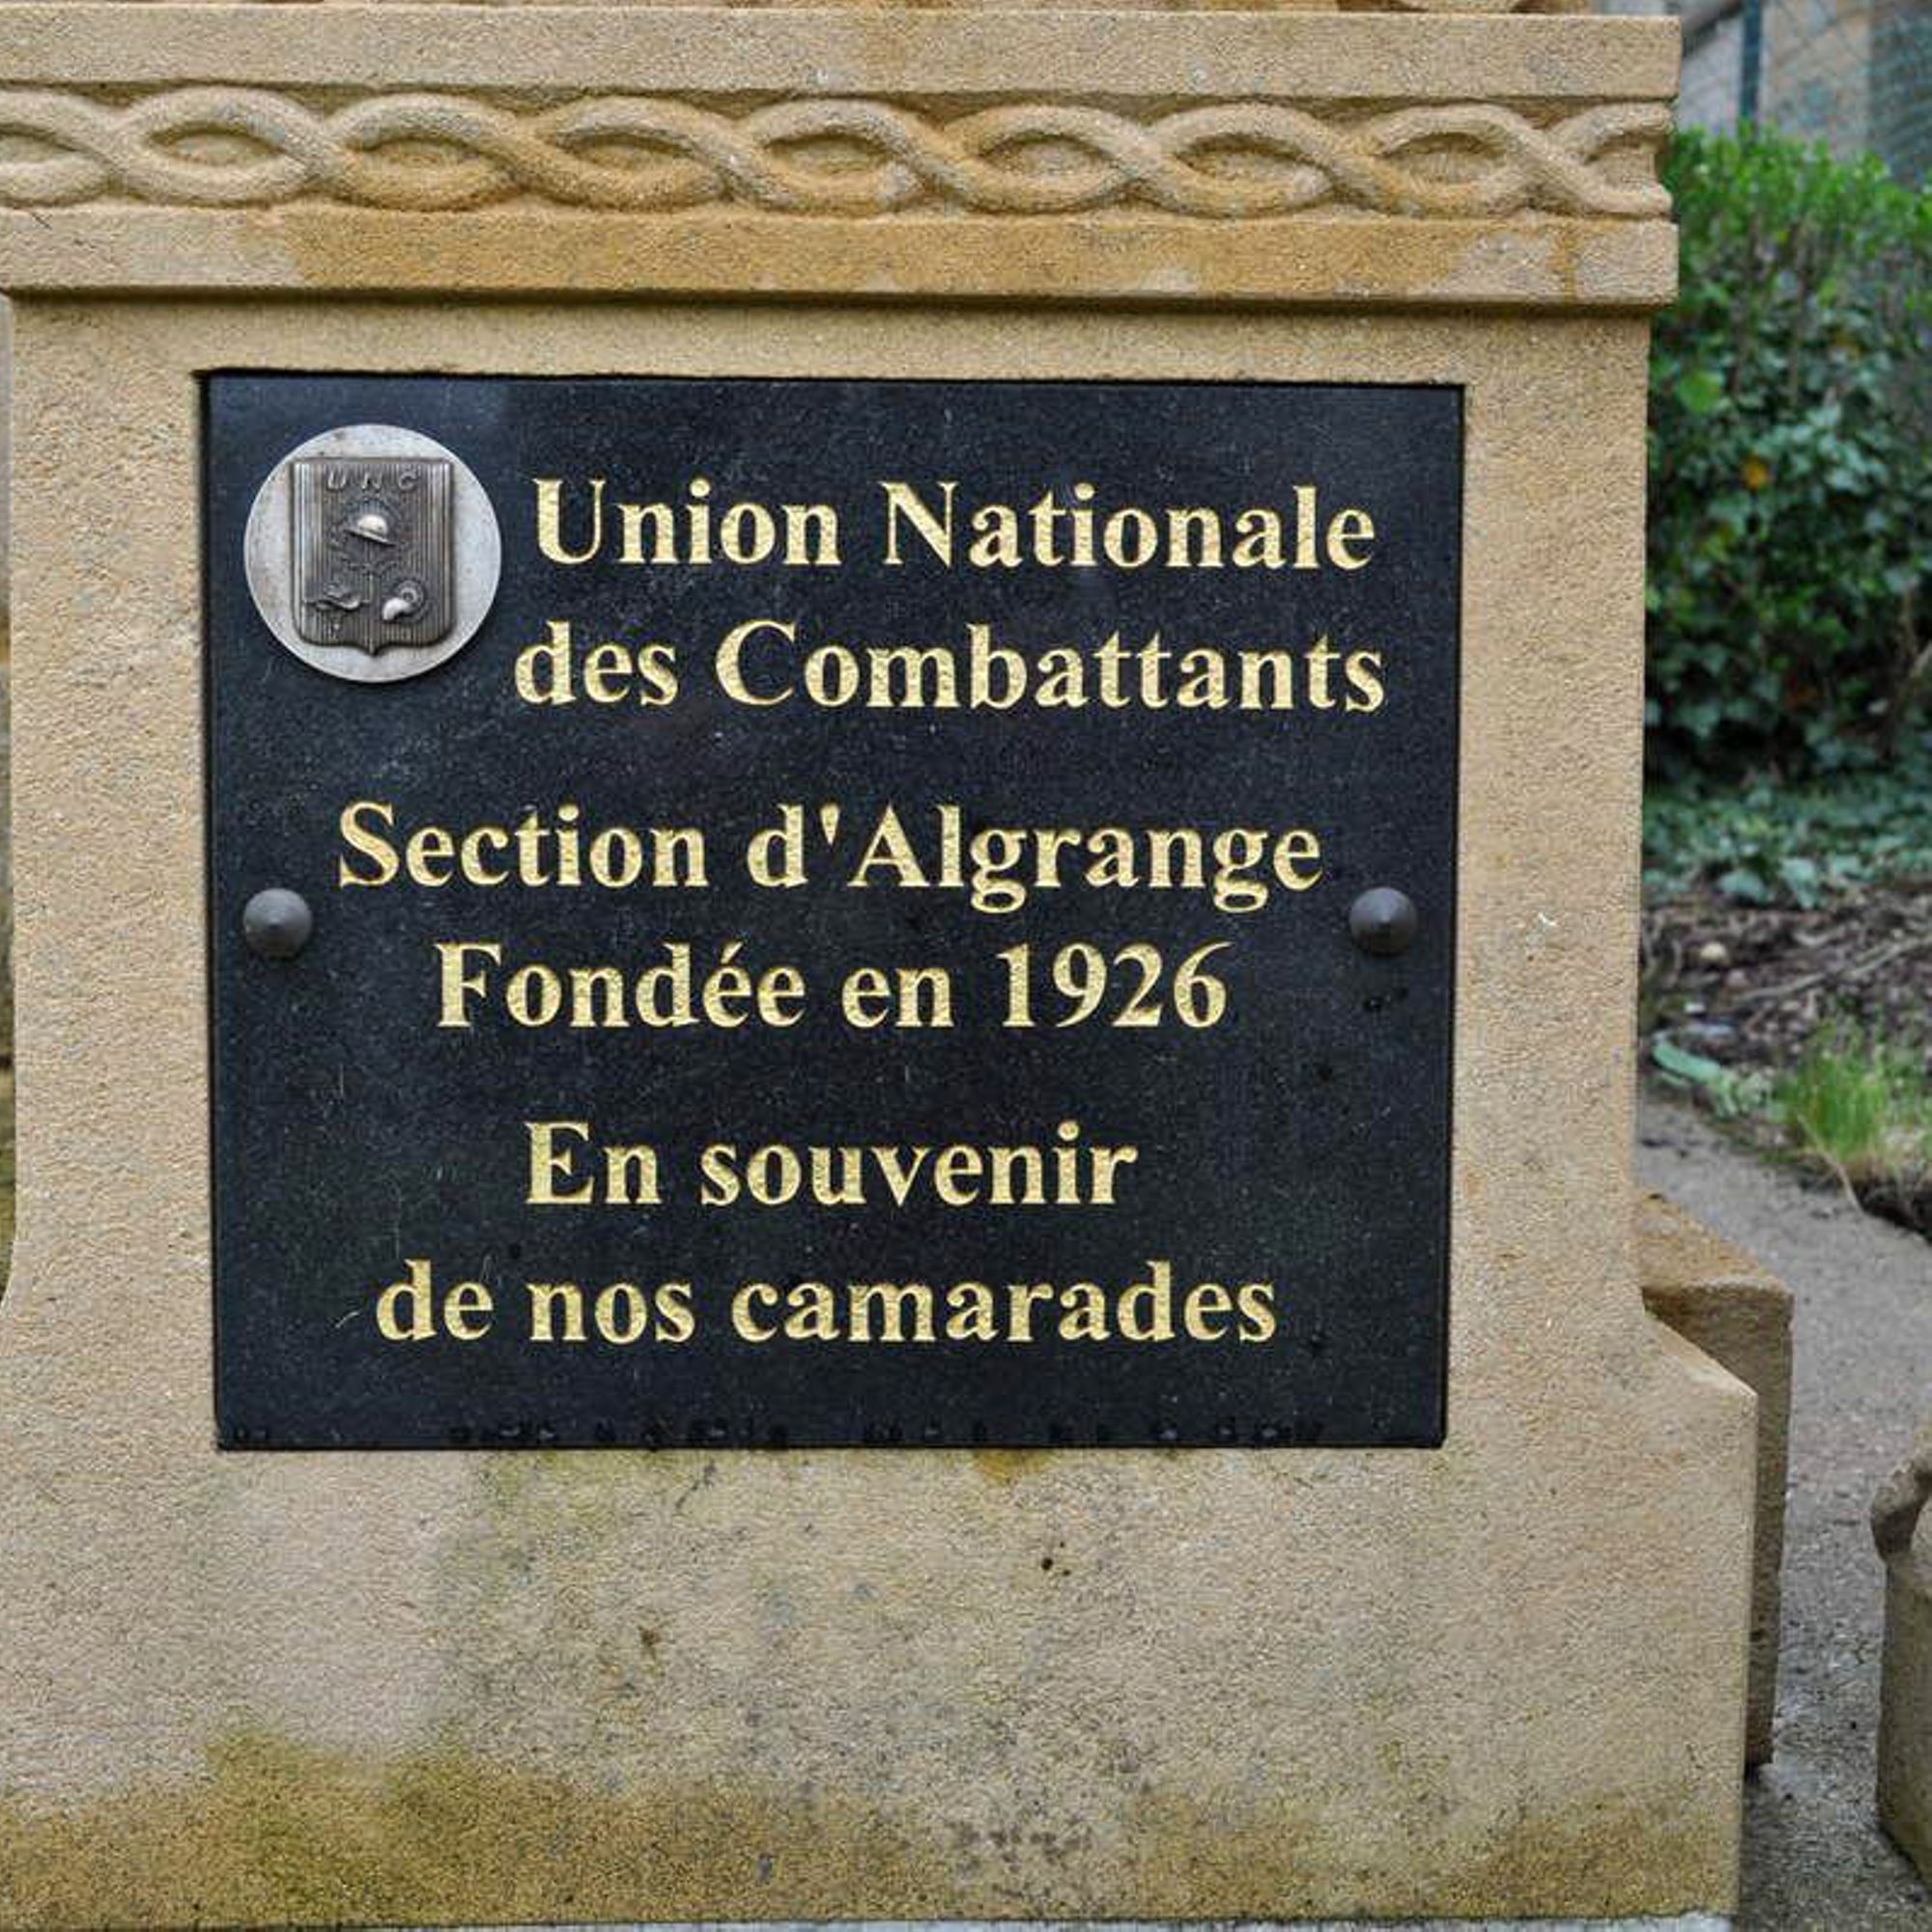 UNC
Union Nationale
des Combattants
Section d'Algrange
Fondée en 1926
En souvenir
de nos camarades